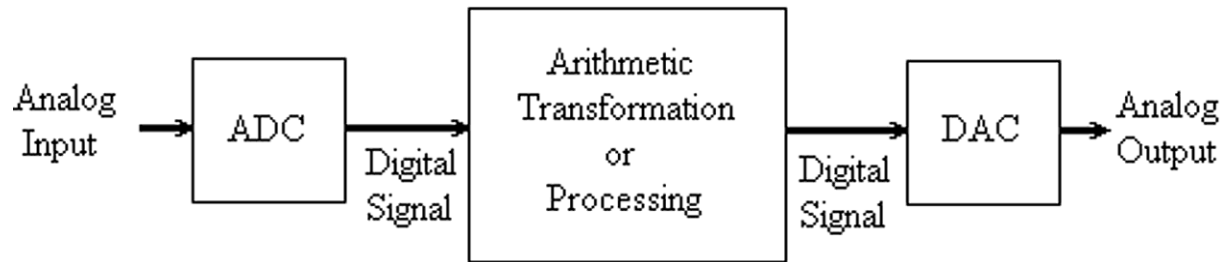 Analog
Input
ADC
Digital
Signal
Arithmetic
Transformation
or
Processing
Digital
Signal
DAC
Analog
Output